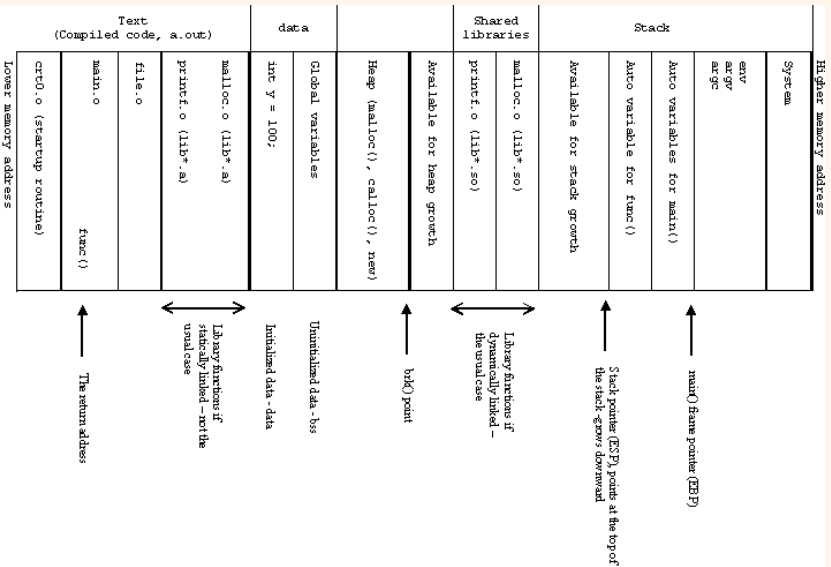 Text
(Compiled code, a.out)
data
Shared
libraries
Stack
Lower memory address
crt0.o (startup routine)
main.o
func()
file.o
printf.o (lib*.a)
malloc.o (lib*.a)
int y = 100;
Global variables
Heap (malloc(), calloc(), new)
Available for heap growth
printf.o (lib*.so)
malloc.o (lib*.so)
Available for stack growth
Auto variable for func()
Auto variables for main()
env
argv
argc
System
Higher memory address
The return address
Library functions if
statically linked – not the
usual case
Initialized data - data
Uninitialized data - bss
brk() point
Library functions if
dynamically linked –
the usual case
Stack pointer (ESP), points at the top of
the stack -grows downward
main() frame pointer (EBP)